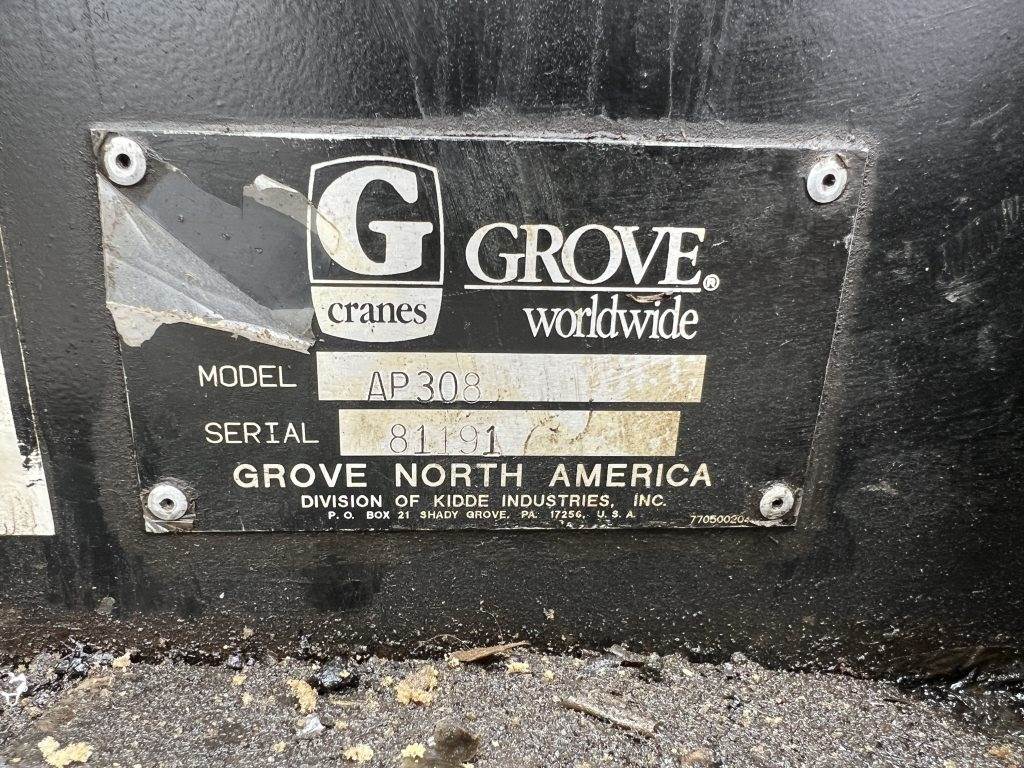 G
cranes
GROVE®
worldwide
MODEL AP308
SERIAL 81191
GROVE NORTH AMERICA
DIVISION OF KIDDE INDUSTRIES, INC.
P. O. BOX 21 SHADY GROVE, PA. 17256, U. S. A.